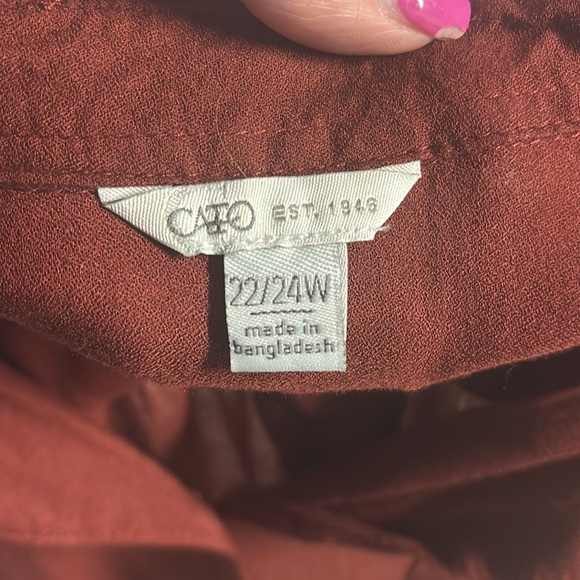 CATO EST. 1946
22/24W
made in
bangladesh